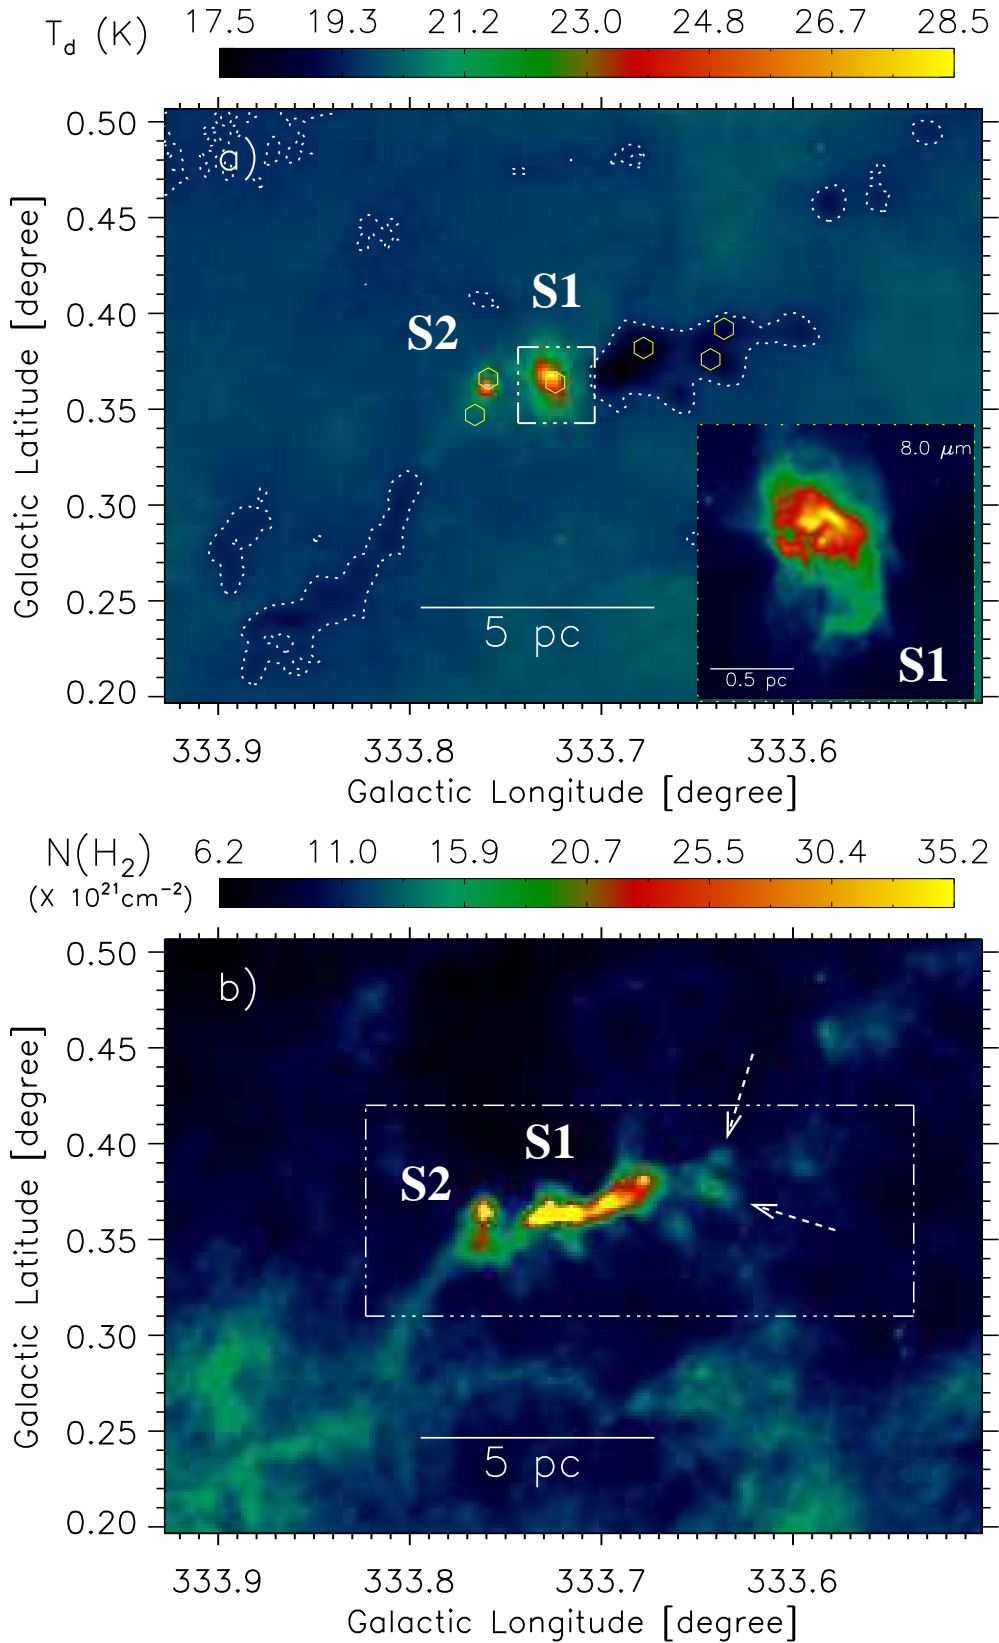 T_d (K) 17.5 19.3 21.2 23.0 24.8 26.7 28.5
a)
0.50
0.45
0.40
0.35
0.30
0.25
0.20
Galactic Latitude [degree]
S1
S2
8.0 μm
5 pc
S1
0.5 pc
333.9 333.8 333.7 333.6
Galactic Longitude [degree]
N(H₂) 6.2 11.0 15.9 20.7 25.5 30.4 35.2
(X 10²¹cm⁻²)
b)
0.50
0.45
0.40
0.35
0.30
0.25
0.20
Galactic Latitude [degree]
S1
S2
5 pc
333.9 333.8 333.7 333.6
Galactic Longitude [degree]